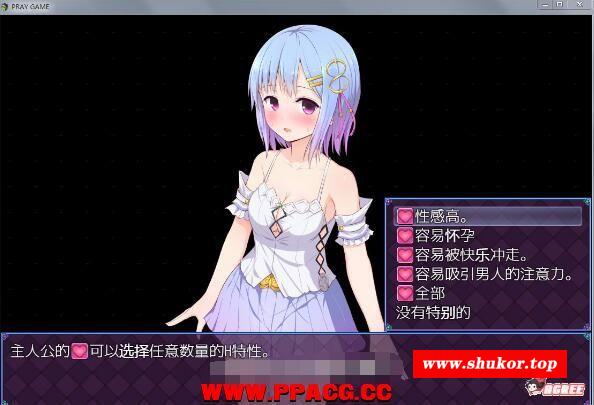 PRAY GAME
性感高。
容易怀孕
容易被快乐冲走。
容易吸引男人的注意力。
全部
没有特别的
主人公的可以选择任意数量的H特性。
www.shukor.top
WWW.PPACG.CC
AGREE